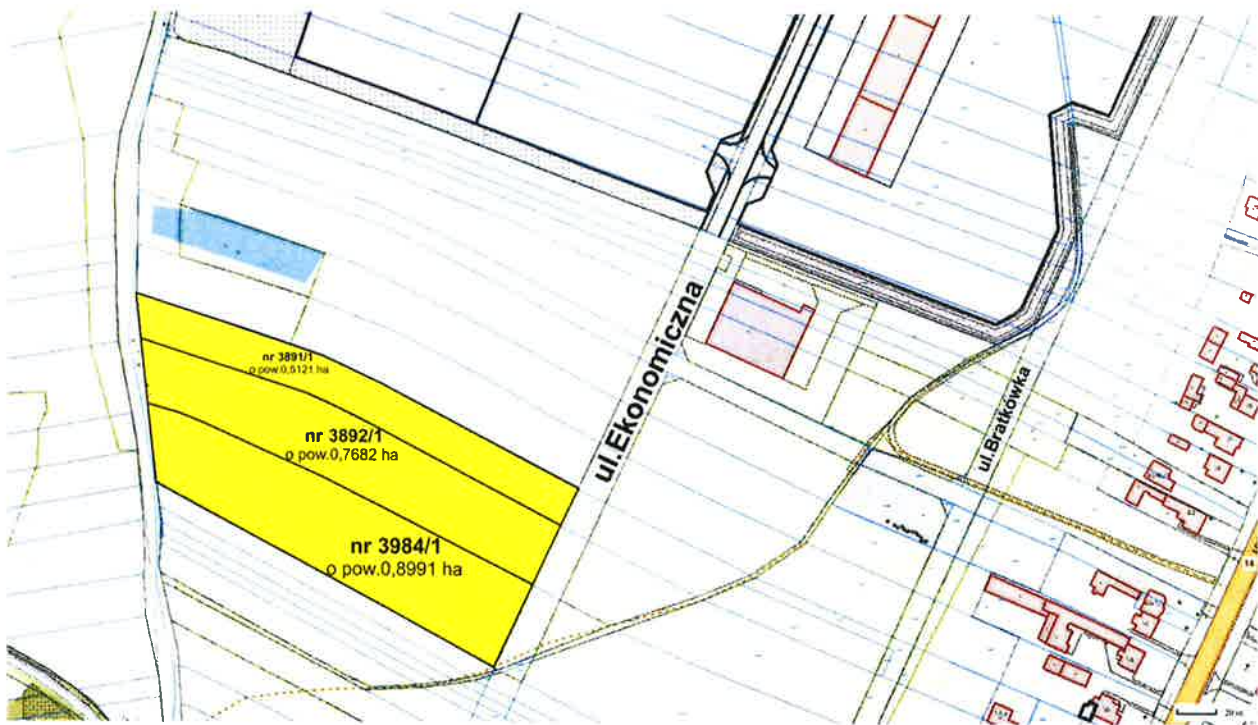 nr 3891/1
o pow.0,5121 ha
nr 3892/1
o pow.0,7682 ha
nr 3984/1
o pow.0,8991 ha
ul.Ekonomiczna
ul.Bratkówka